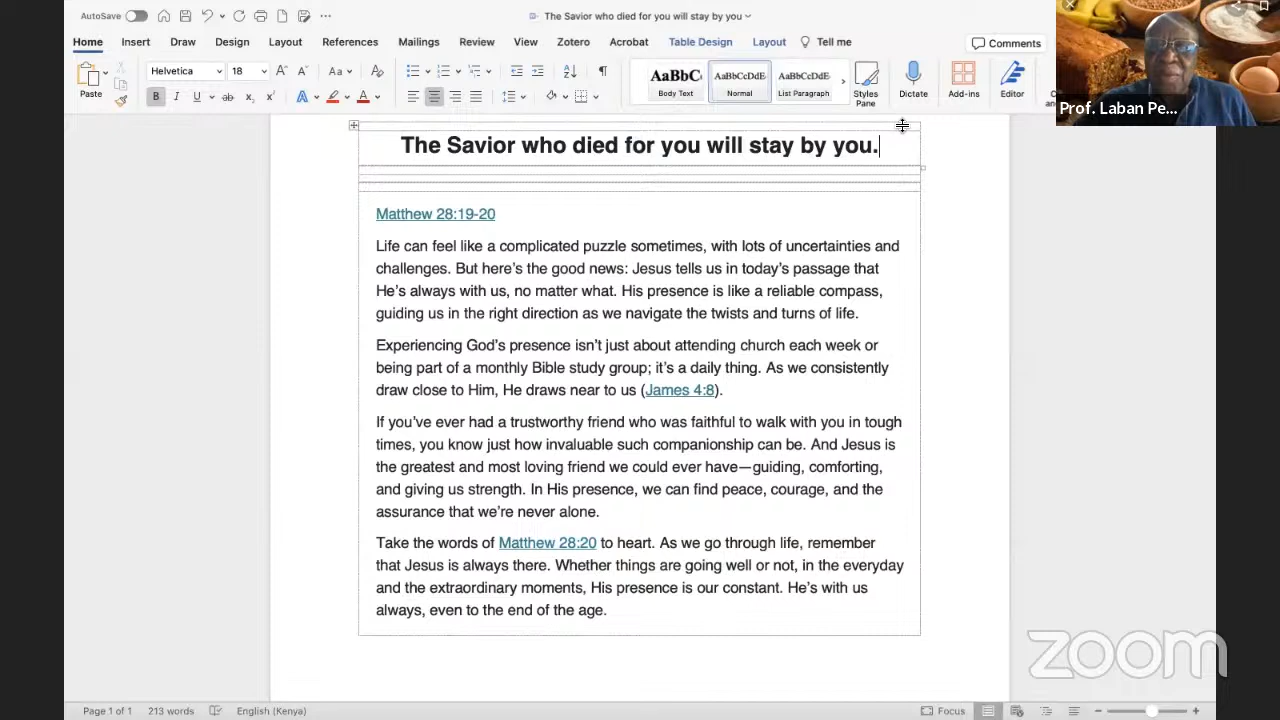 AutoSave
The Savior who died for you will stay by you
Home Insert Draw Design Layout References Mailings Review View Zotero Acrobat Table Design Layout Tell me
Comments
Paste
Helvetica 18
AaBbC AaBbCcDdE AaBbCcDdE
Body Text Normal List Paragraph
Styles Pane
Dictate
Add-ins
Editor
Prof. Laban Pe...
The Savior who died for you will stay by you.
Matthew 28:19-20
Life can feel like a complicated puzzle sometimes, with lots of uncertainties and
challenges. But here’s the good news: Jesus tells us in today’s passage that
He’s always with us, no matter what. His presence is like a reliable compass,
guiding us in the right direction as we navigate the twists and turns of life.
Experiencing God’s presence isn’t just about attending church each week or
being part of a monthly Bible study group; it’s a daily thing. As we consistently
draw close to Him, He draws near to us (James 4:8).
If you’ve ever had a trustworthy friend who was faithful to walk with you in tough
times, you know just how invaluable such companionship can be. And Jesus is
the greatest and most loving friend we could ever have—guiding, comforting,
and giving us strength. In His presence, we can find peace, courage, and the
assurance that we’re never alone.
Take the words of Matthew 28:20 to heart. As we go through life, remember
that Jesus is always there. Whether things are going well or not, in the everyday
and the extraordinary moments, His presence is our constant. He’s with us
always, even to the end of the age.
zoom
Page 1 of 1 213 words English (Kenya) Focus